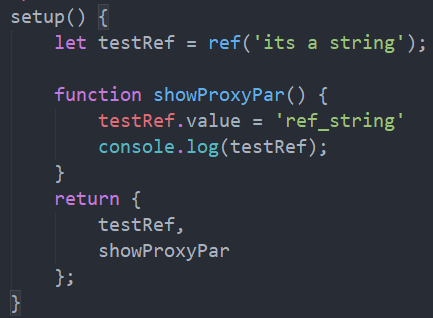 setup() {
    let testRef = ref('its a string');

    function showProxyPar() {
        testRef.value = 'ref_string'
        console.log(testRef);
    }
    return {
        testRef,
        showProxyPar
    };
}